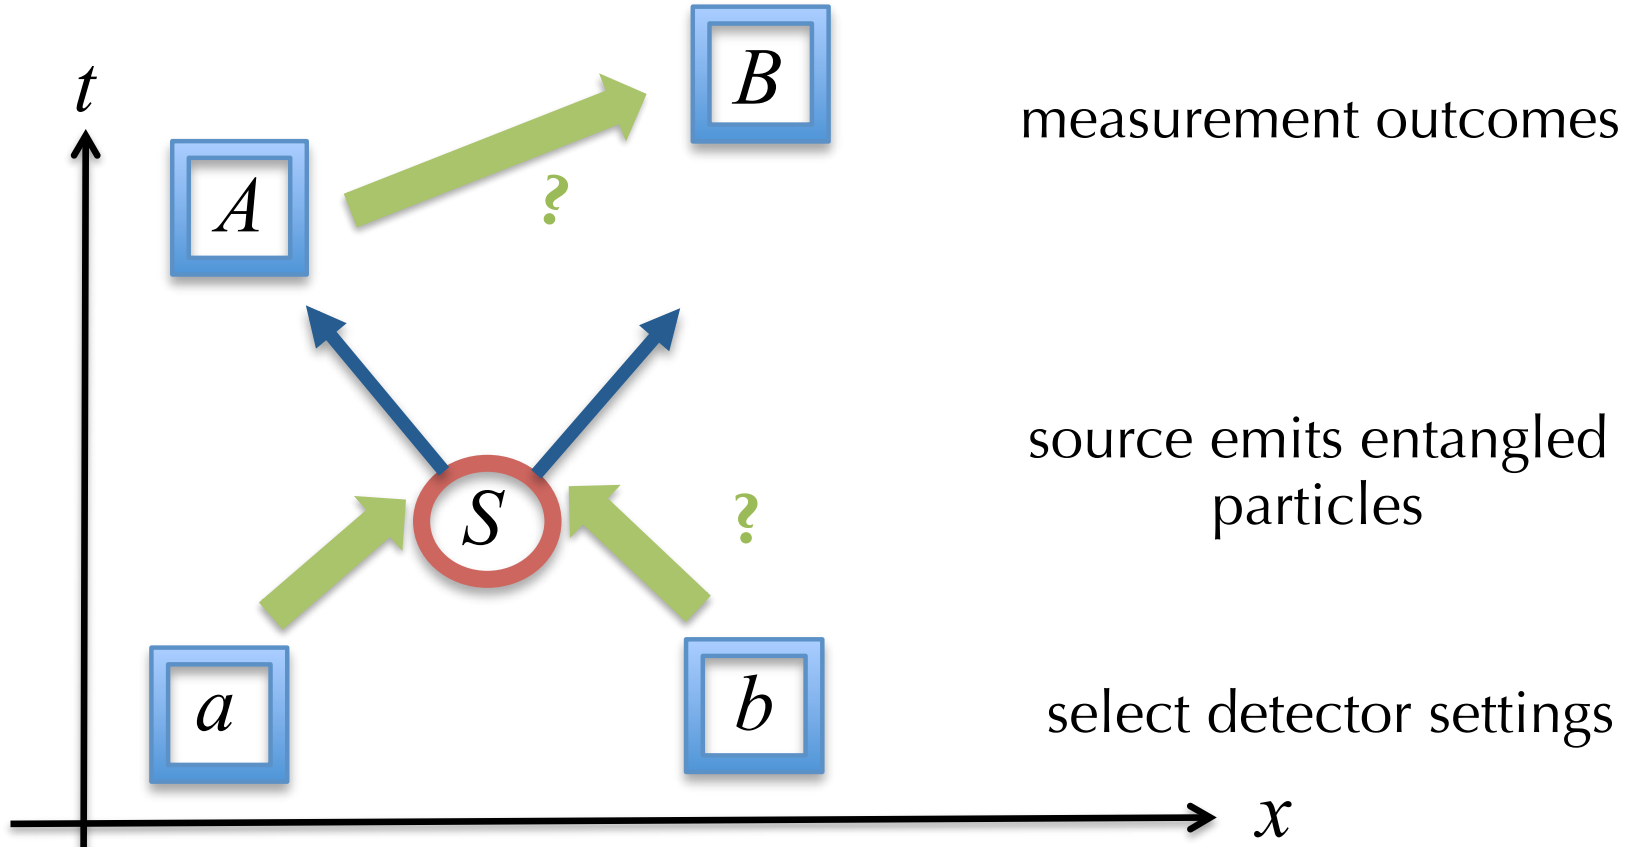 B
t
measurement outcomes
A
?
source emits entangled
particles
S
?
a
b
select detector settings
x